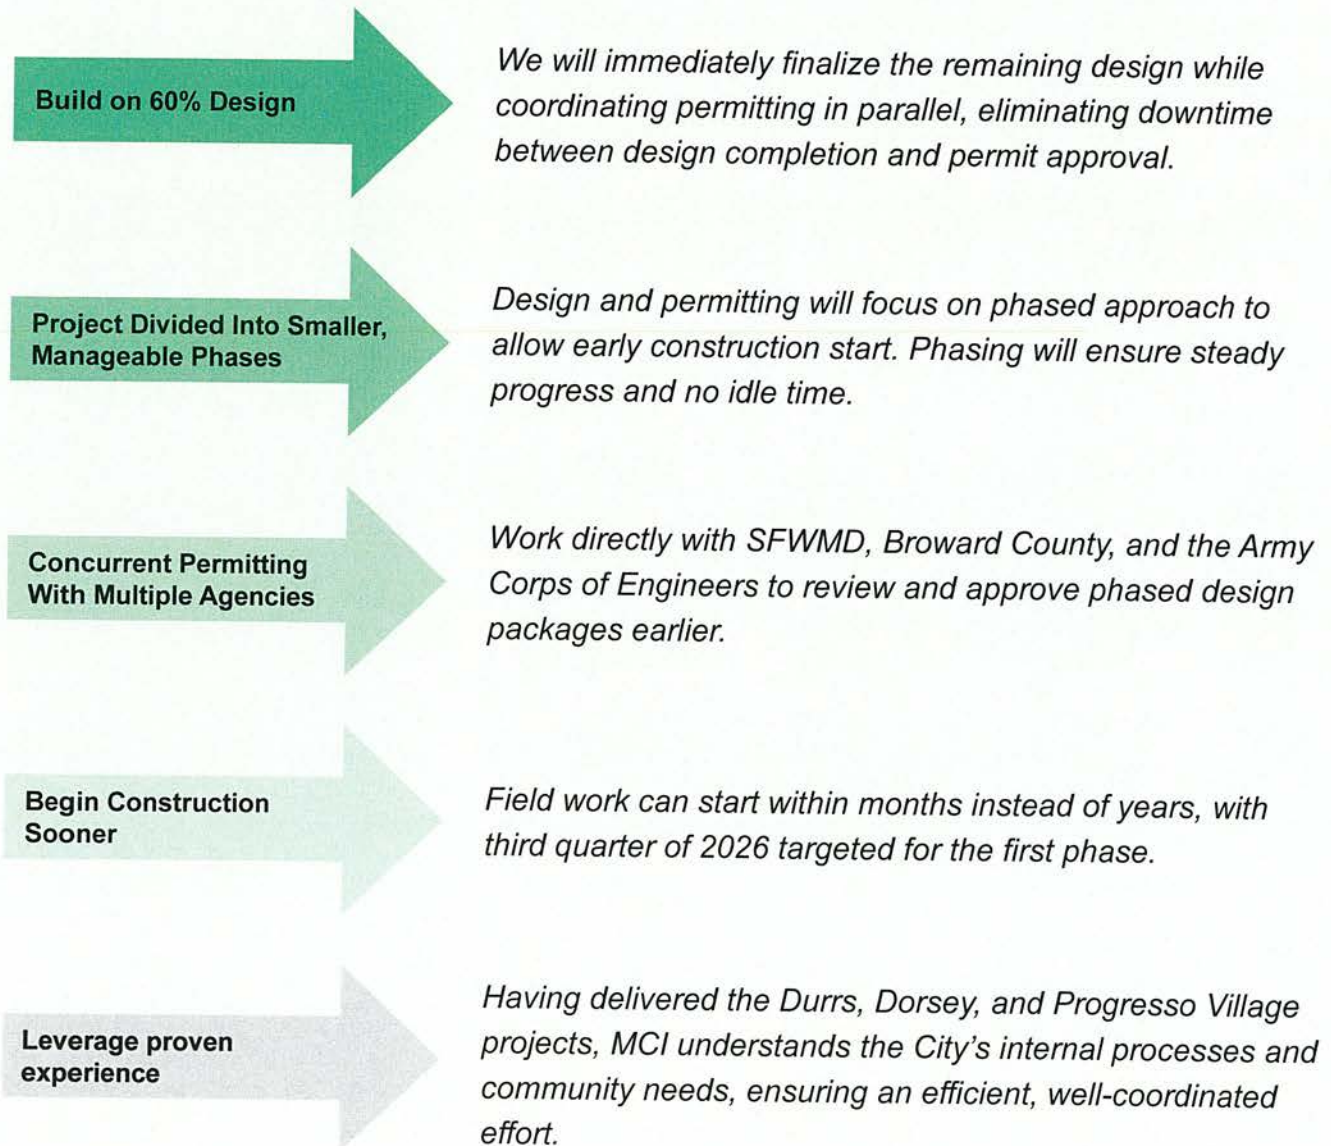 Build on 60% Design
We will immediately finalize the remaining design while
coordinating permitting in parallel, eliminating downtime
between design completion and permit approval.
Project Divided Into Smaller,
Manageable Phases
Design and permitting will focus on phased approach to
allow early construction start. Phasing will ensure steady
progress and no idle time.
Concurrent Permitting
With Multiple Agencies
Work directly with SFWMD, Broward County, and the Army
Corps of Engineers to review and approve phased design
packages earlier.
Begin Construction
Sooner
Field work can start within months instead of years, with
third quarter of 2026 targeted for the first phase.
Leverage proven
experience
Having delivered the Durrs, Dorsey, and Progresso Village
projects, MCI understands the City's internal processes and
community needs, ensuring an efficient, well-coordinated
effort.